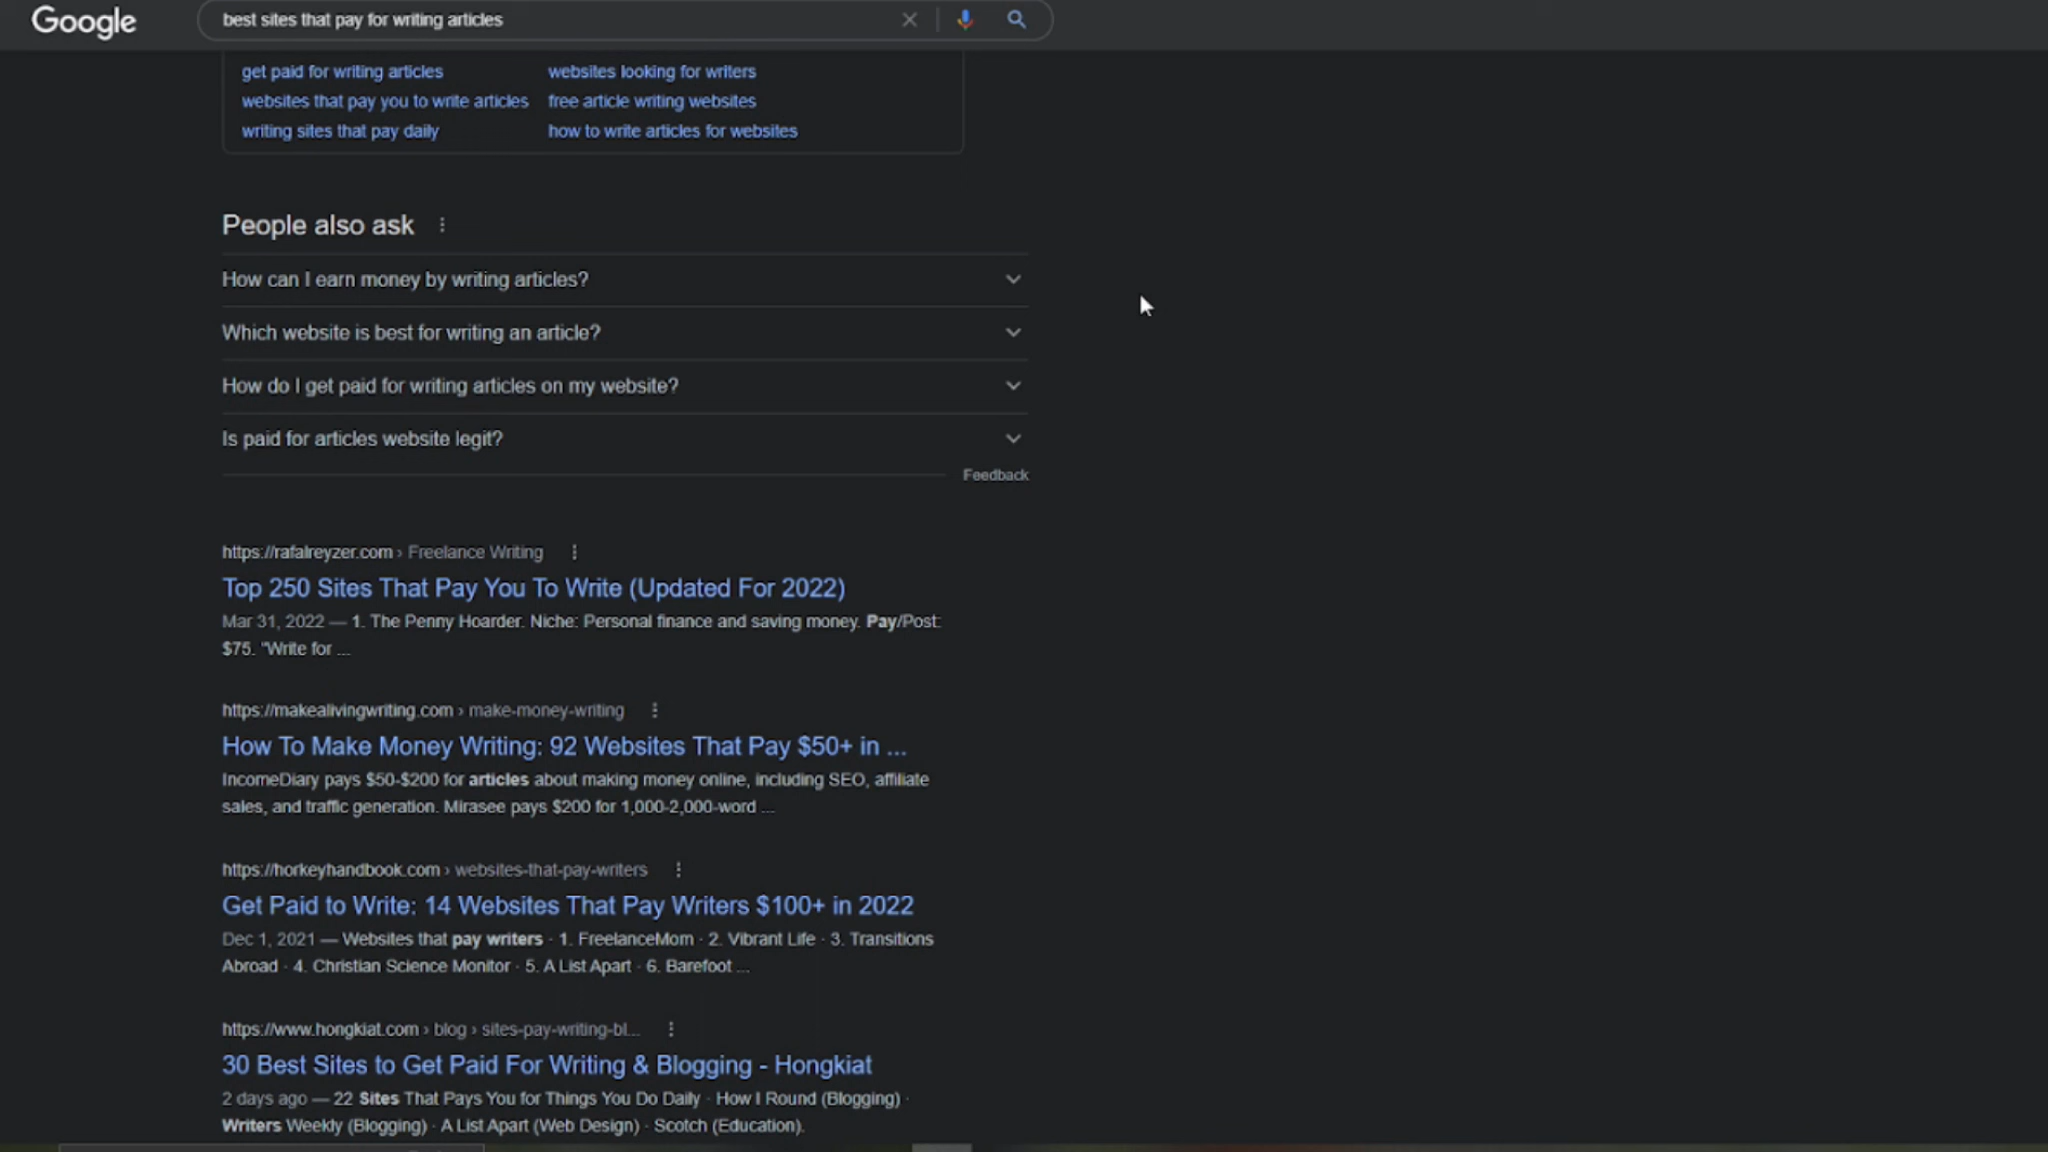 Google
best sites that pay for writing articles
get paid for writing articles
websites looking for writers
websites that pay you to write articles
free article writing websites
writing sites that pay daily
how to write articles for websites
People also ask
How can I earn money by writing articles?
Which website is best for writing an article?
How do I get paid for writing articles on my website?
Is paid for articles website legit?
Feedback
https://rafalreyzer.com › Freelance Writing
Top 250 Sites That Pay You To Write (Updated For 2022)
Mar 31, 2022 — 1. The Penny Hoarder. Niche: Personal finance and saving money. Pay/Post:
$75. "Write for ...
https://makealivingwriting.com › make-money-writing
How To Make Money Writing: 92 Websites That Pay $50+ in ...
IncomeDiary pays $50-$200 for articles about making money online, including SEO, affiliate
sales, and traffic generation. Mirasee pays $200 for 1,000-2,000-word ...
https://horkeyhandbook.com › websites-that-pay-writers
Get Paid to Write: 14 Websites That Pay Writers $100+ in 2022
Dec 1, 2021 — Websites that pay writers · 1. FreelanceMom · 2. Vibrant Life · 3. Transitions
Abroad · 4. Christian Science Monitor · 5. A List Apart · 6. Barefoot ...
https://www.hongkiat.com › blog › sites-pay-writing-bl...
30 Best Sites to Get Paid For Writing & Blogging - Hongkiat
2 days ago — 22 Sites That Pays You for Things You Do Daily · How I Round (Blogging) ·
Writers Weekly (Blogging) · A List Apart (Web Design) · Scotch (Education).